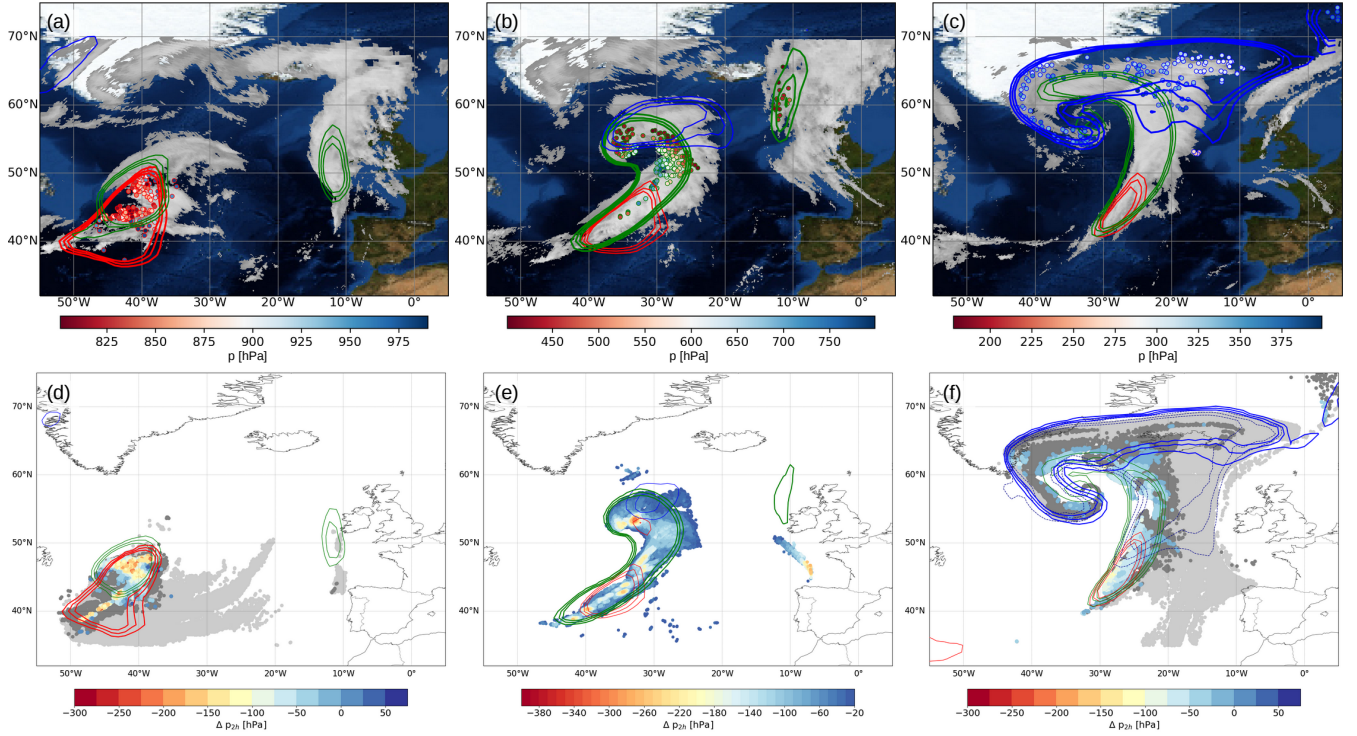 (a) (b) (c)
70°N 70°N 70°N
60°N 60°N 60°N
50°N 50°N 50°N
40°N 40°N 40°N
50°W 40°W 30°W 20°W 10°W 0° 50°W 40°W 30°W 20°W 10°W 0° 50°W 40°W 30°W 20°W 10°W 0°
825 850 875 900 925 950 975 450 500 550 600 650 700 750 200 225 250 275 300 325 350 375
p [hPa] p [hPa] p [hPa]
(d) (e) (f)
70°N 70°N 70°N
60°N 60°N 60°N
50°N 50°N 50°N
40°N 40°N 40°N
50°W 40°W 30°W 20°W 10°W 0° 50°W 40°W 30°W 20°W 10°W 0° 50°W 40°W 30°W 20°W 10°W 0°
−300 −250 −200 −150 −100 −50 0 50 −380 −340 −300 −260 −220 −180 −140 −100 −60 −20 −300 −250 −200 −150 −100 −50 0 50
Δ p2h [hPa] Δ p2h [hPa] Δ p2h [hPa]